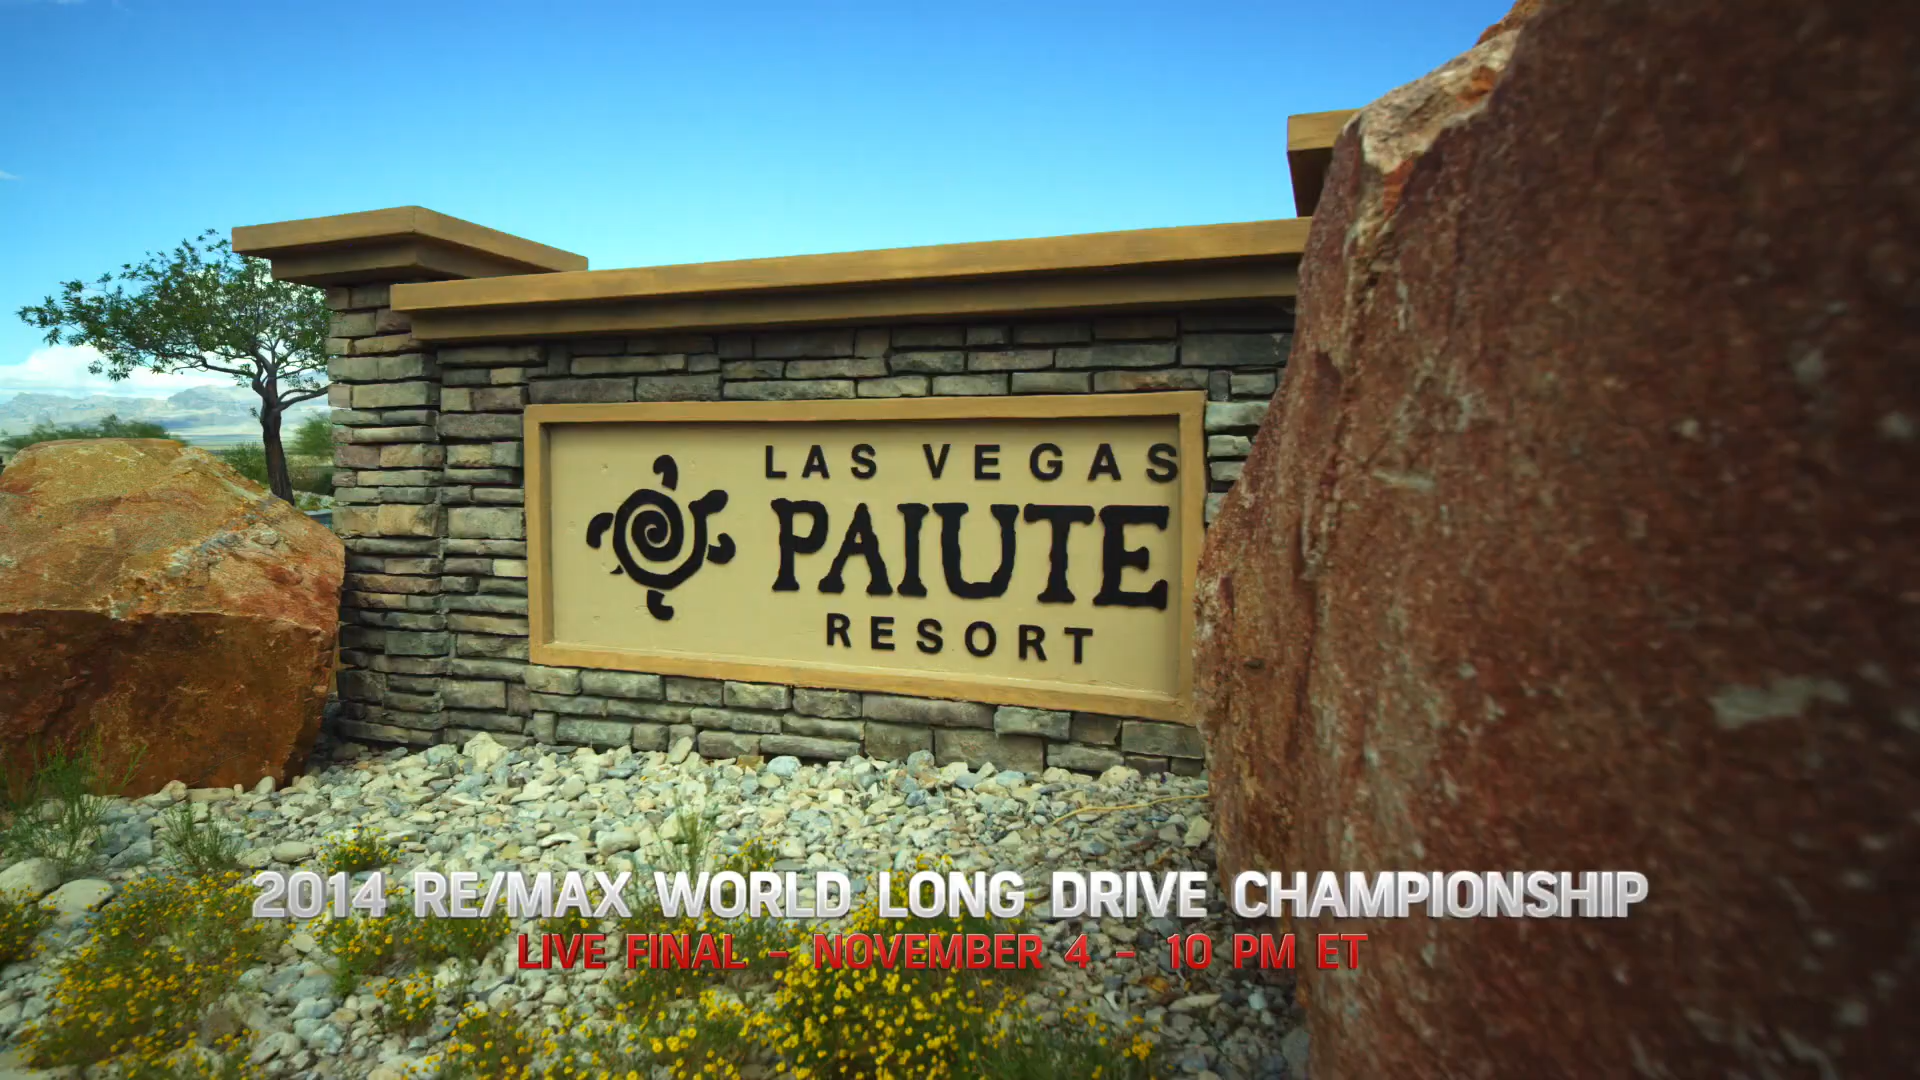 LAS VEGAS
PAIUTE
RESORT
2014 RE/MAX WORLD LONG DRIVE CHAMPIONSHIP
LIVE FINAL - NOVEMBER 4 - 10 PM ET